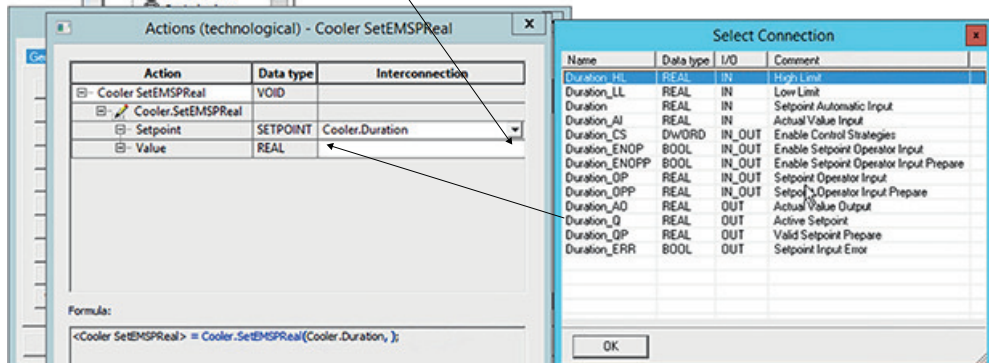 Actions (technological) - Cooler SetEMSPReal
x
Action Data type Interconnection
Cooler SetEMSPReal VOID
Cooler.SetEMSPReal
Setpoint SETPOINT Cooler.Duration
Value REAL
Formula:
<Cooler SetEMSPReal> = Cooler.SetEMSPReal(Cooler.Duration, );
Select Connection
x
Name Data type I/O Comment
Duration_HL REAL IN High Limit
Duration_LL REAL IN Low Limit
Duration REAL IN Setpoint Automatic Input
Duration_AI REAL IN Actual Value Input
Duration_CS DWORD IN_OUT Enable Control Strategies
Duration_ENOP BOOL IN_OUT Enable Setpoint Operator Input
Duration_ENOPP BOOL IN_OUT Enable Setpoint Operator Input Prepare
Duration_OP REAL IN_OUT Setpoint Operator Input
Duration_OPP REAL IN_OUT Setpoint Operator Input Prepare
Duration_AO REAL OUT Actual Value Output
Duration_Q REAL OUT Active Setpoint
Duration_QP REAL OUT Valid Setpoint Prepare
Duration_ERR BOOL OUT Setpoint Input Error
OK